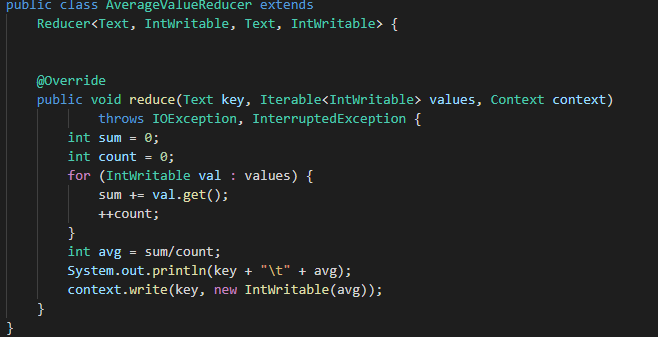 public class AverageValueReducer extends
Reducer<Text, IntWritable, Text, IntWritable> {
@Override
public void reduce(Text key, Iterable<IntWritable> values, Context context)
throws IOException, InterruptedException {
int sum = 0;
int count = 0;
for (IntWritable val : values) {
sum += val.get();
++count;
}
int avg = sum/count;
System.out.println(key + "\t" + avg);
context.write(key, new IntWritable(avg));
}
}